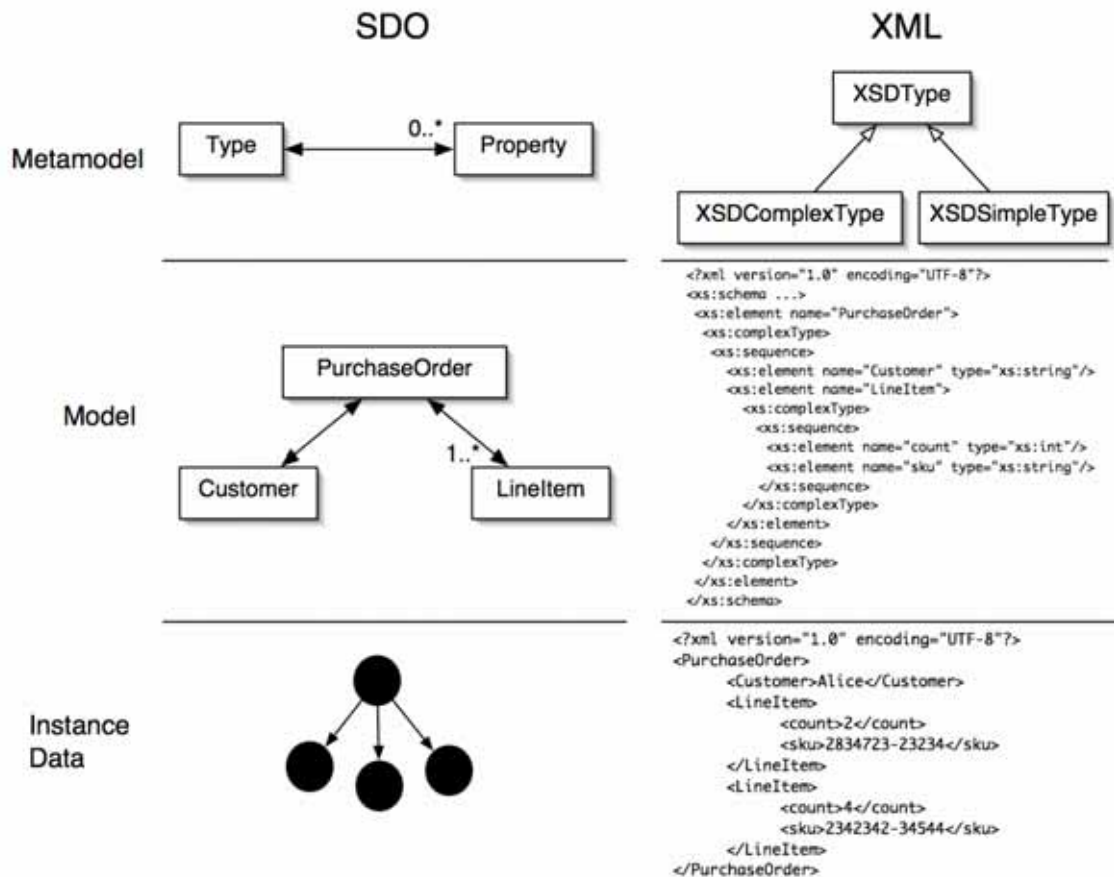 SDO
XML
Metamodel
Type
0..*
Property
XSDType
XSDComplexType
XSDSimpleType
Model
PurchaseOrder
1..*
Customer
LineItem
<?xml version="1.0" encoding="UTF-8"?>
<xs:schema ...>
<xs:element name="PurchaseOrder">
<xs:complexType>
<xs:sequence>
<xs:element name="Customer" type="xs:string"/>
<xs:element name="LineItem">
<xs:complexType>
<xs:sequence>
<xs:element name="count" type="xs:int"/>
<xs:element name="sku" type="xs:string"/>
</xs:sequence>
</xs:complexType>
</xs:element>
</xs:sequence>
</xs:complexType>
</xs:element>
</xs:schema>
Instance
Data
<?xml version="1.0" encoding="UTF-8"?>
<PurchaseOrder>
<Customer>Alice</Customer>
<LineItem>
<count>2</count>
<sku>2834723-23234</sku>
</LineItem>
<LineItem>
<count>4</count>
<sku>2342342-34544</sku>
</LineItem>
</PurchaseOrder>